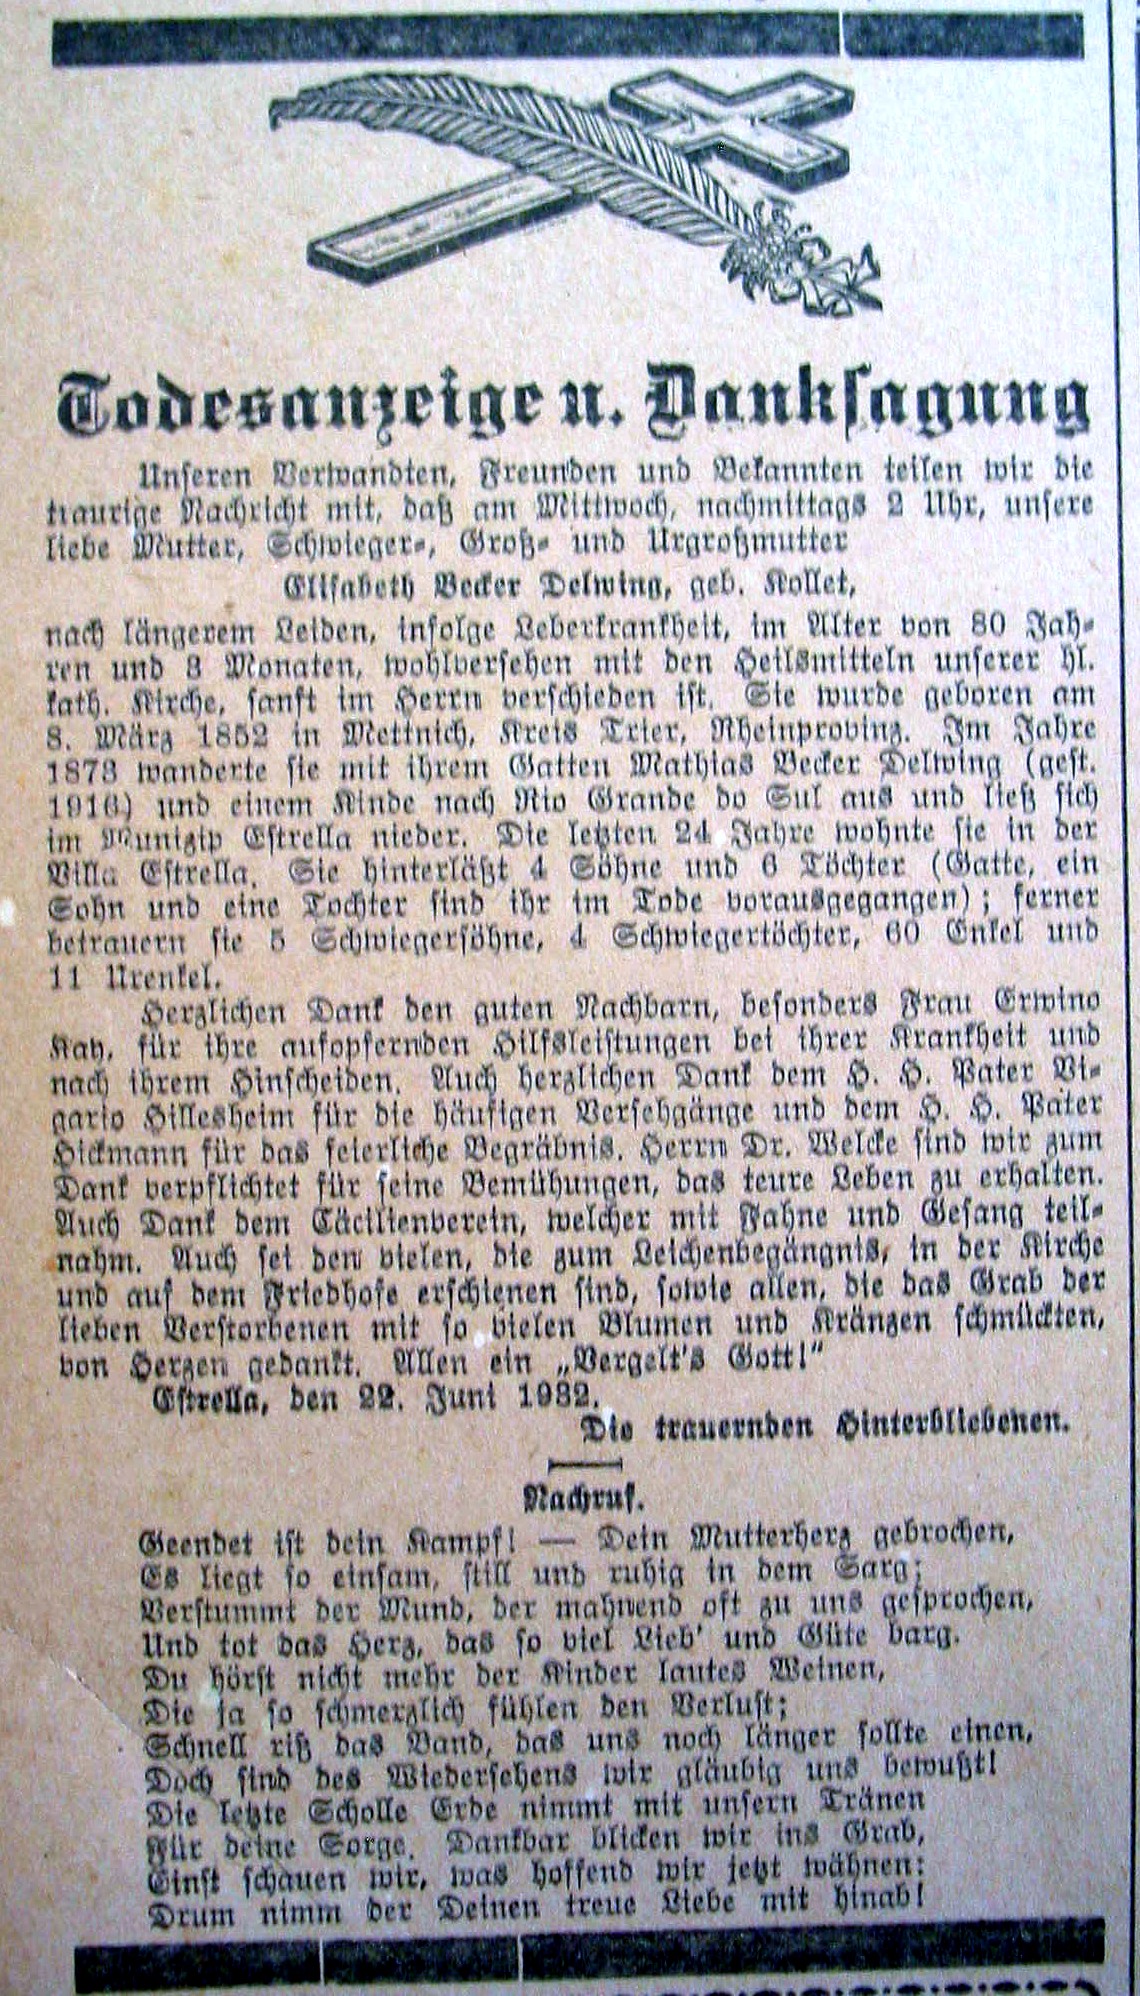 Todesanzeige u. Danksagung
Unseren Verwandten, Freunden und Bekannten teilen wir die
traurige Nachricht mit, daß am Mittwoch, nachmittags 2 Uhr, unsere
liebe Mutter, Schwieger-, Groß- und Urgroßmutter
Elisabeth Becker Delwing, geb. Kollet,
nach längerem Leiden, infolge Leberkrankheit, im Alter von 80 Jah-
ren und 3 Monaten, wohlversehen mit den Heilsmitteln unserer hl.
kath. Kirche, sanft im Herrn verschieden ist. Sie wurde geboren am
8. März 1852 in Mettnich, Kreis Trier, Rheinprovinz. Im Jahre
1873 wanderte sie mit ihrem Gatten Mathias Becker Delwing (gest.
1916) und einem Kinde nach Rio Grande do Sul aus und ließ sich
im Munizip Estrella nieder. Die letzten 24 Jahre wohnte sie in der
Villa Estrella. Sie hinterläßt 4 Söhne und 6 Töchter (Gatte, ein
Sohn und eine Tochter sind ihr im Tode vorausgegangen); ferner
betrauern sie 5 Schwiegersöhne, 4 Schwiegertöchter, 60 Enkel und
11 Urenkel.
Herzlichen Dank den guten Nachbarn, besonders Frau Erwino
für ihre aufopfernden Hilfsleistungen bei ihrer Krankheit und
nach ihrem Hinscheiden. Auch herzlichen Dank dem H. H. Pater Vi-
gario Hillesheim für die häufigen Versehgänge und dem H. H. Pater
Hickmann für das feierliche Begräbnis. Herrn Dr. Welcke sind wir zum
Dank verpflichtet für seine Bemühungen, das teure Leben zu erhalten.
Auch Dank dem Cäcilienverein, welcher mit Fahne und Gesang teil-
nahm. Auch sei den vielen, die zum Leichenbegängnis, in der Kirche
und auf dem Friedhofe erschienen sind, sowie allen, die das Grab der
lieben Verstorbenen mit so vielen Blumen und Kränzen schmückten,
von Herzen gedankt. Allen ein „Vergelt's Gott!“
Estrella, den 22. Juni 1932.
Die trauernden Hinterbliebenen.
Nachruf.
Geendet ist dein Kampf! — Dein Mutterherz gebrochen,
Es liegt so einsam, still und ruhig in dem Sarg;
Verstummt der Mund, der mahnend oft zu uns gesprochen,
Und tot das Herz, das so viel Lieb' und Güte barg.
Du hörst nicht mehr der Kinder lautes Weinen,
Die ja so schmerzlich fühlen den Verlust;
Schnell riß das Band, das uns noch länger sollte einen,
Doch sind des Wiedersehens wir gläubig uns bewußt!
Die letzte Scholle Erde nimmt mit unsern Tränen
Für deine Sorge. Dankbar blicken wir ins Grab,
Einst schauen wir, was hoffend wir jetzt wähnen:
Drum nimm der Deinen treue Liebe mit hinab!